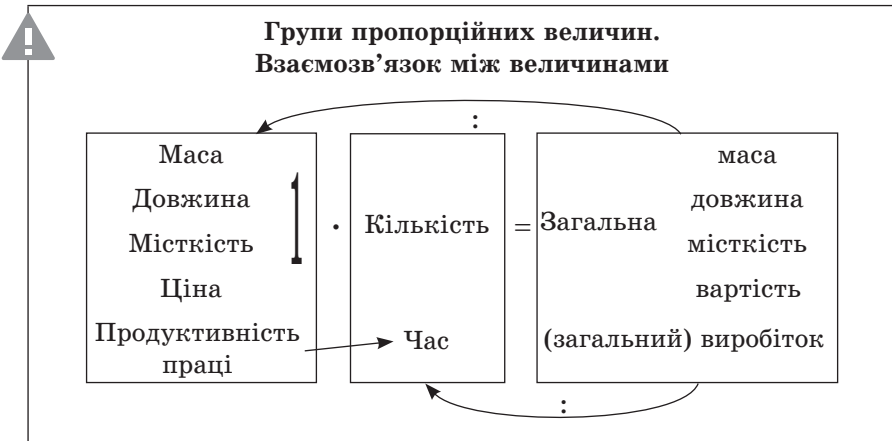 !
Групи пропорційних величин.
Взаємозв’язок між величинами
:
Маса
Довжина
Місткість
Ціна
Продуктивність
праці
1
·
Кількість
Час
=
Загальна
маса
довжина
місткість
вартість
(загальний) виробіток
: